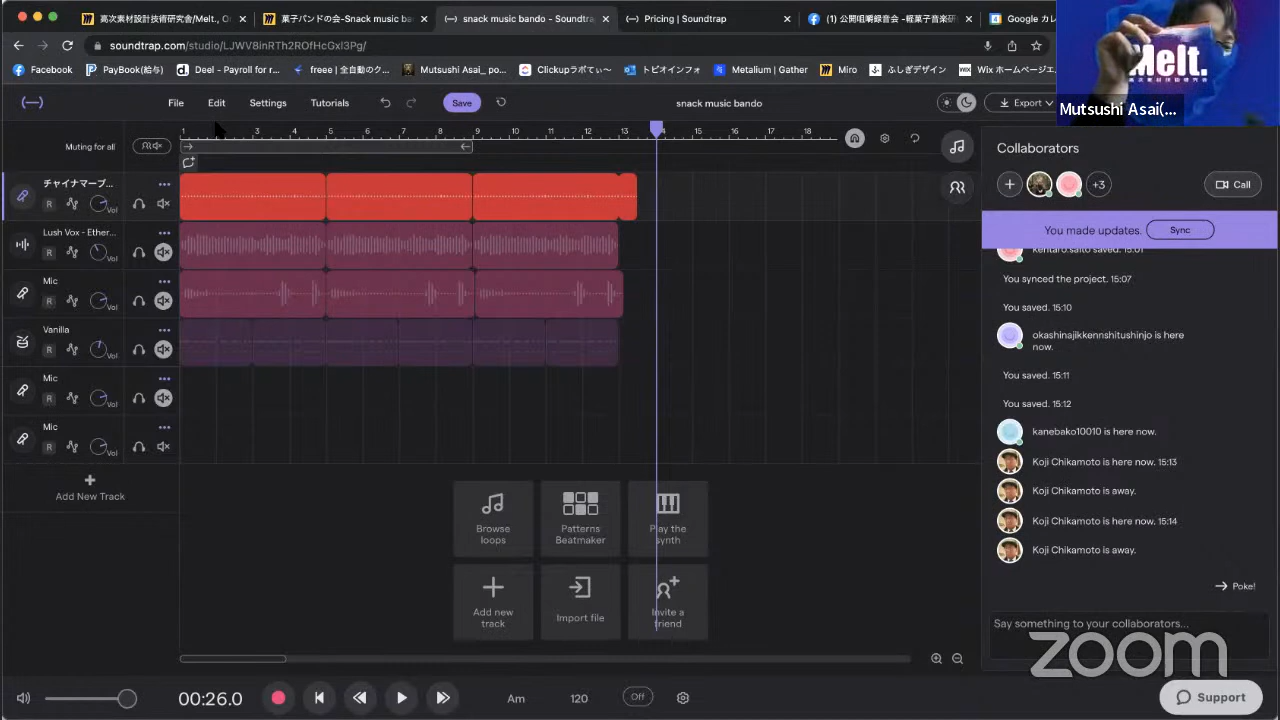 高次素材設計技術研究会/Melt.,
菓子バンドの会-Snack music ba
snack music bando - Soundtra
Pricing | Soundtrap
(1) 公開咀嚼録音会 -軽菓子音楽研
Google カレ
soundtrap.com/studio/LJWV8inRTh2ROfHcGxl3Pg/
Facebook
PayBook(給与)
Deel - Payroll for r...
freee | 全自動のク...
Mutsushi Asai_ po...
Clickupラボてぃ〜...
トピオインフォ
Metalium | Gather
Miro
ふしぎデザイン
Wix ホームページエ
Melt.
Mutsushi Asai(...
File
Edit
Settings
Tutorials
Save
snack music bando
Export
1 3 4 5 6 7 8 9 10 11 12 13 15 16 17 18
Muting for all
チャイナマーブ...
R
Vol
Lush Vox - Ether...
R
Vol
Mic
R
Vol
Vanilla
R
Vol
Mic
R
Vol
Mic
R
Vol
Add New Track
Browse
loops
Patterns
Beatmaker
Play the
synth
Add new
track
Import file
Invite a
friend
Collaborators
+3
Call
You made updates.
Sync
kentaro.saito saved. 15:01
You synced the project. 15:07
You saved. 15:10
okashinajikkennshitushinjo is here
now.
You saved. 15:11
You saved. 15:12
kanebako10010 is here now.
Koji Chikamoto is here now. 15:13
Koji Chikamoto is away.
Koji Chikamoto is here now. 15:14
Koji Chikamoto is away.
Poke!
Say something to your collaborators...
zoom
00:26.0
Am
120
Off
Support